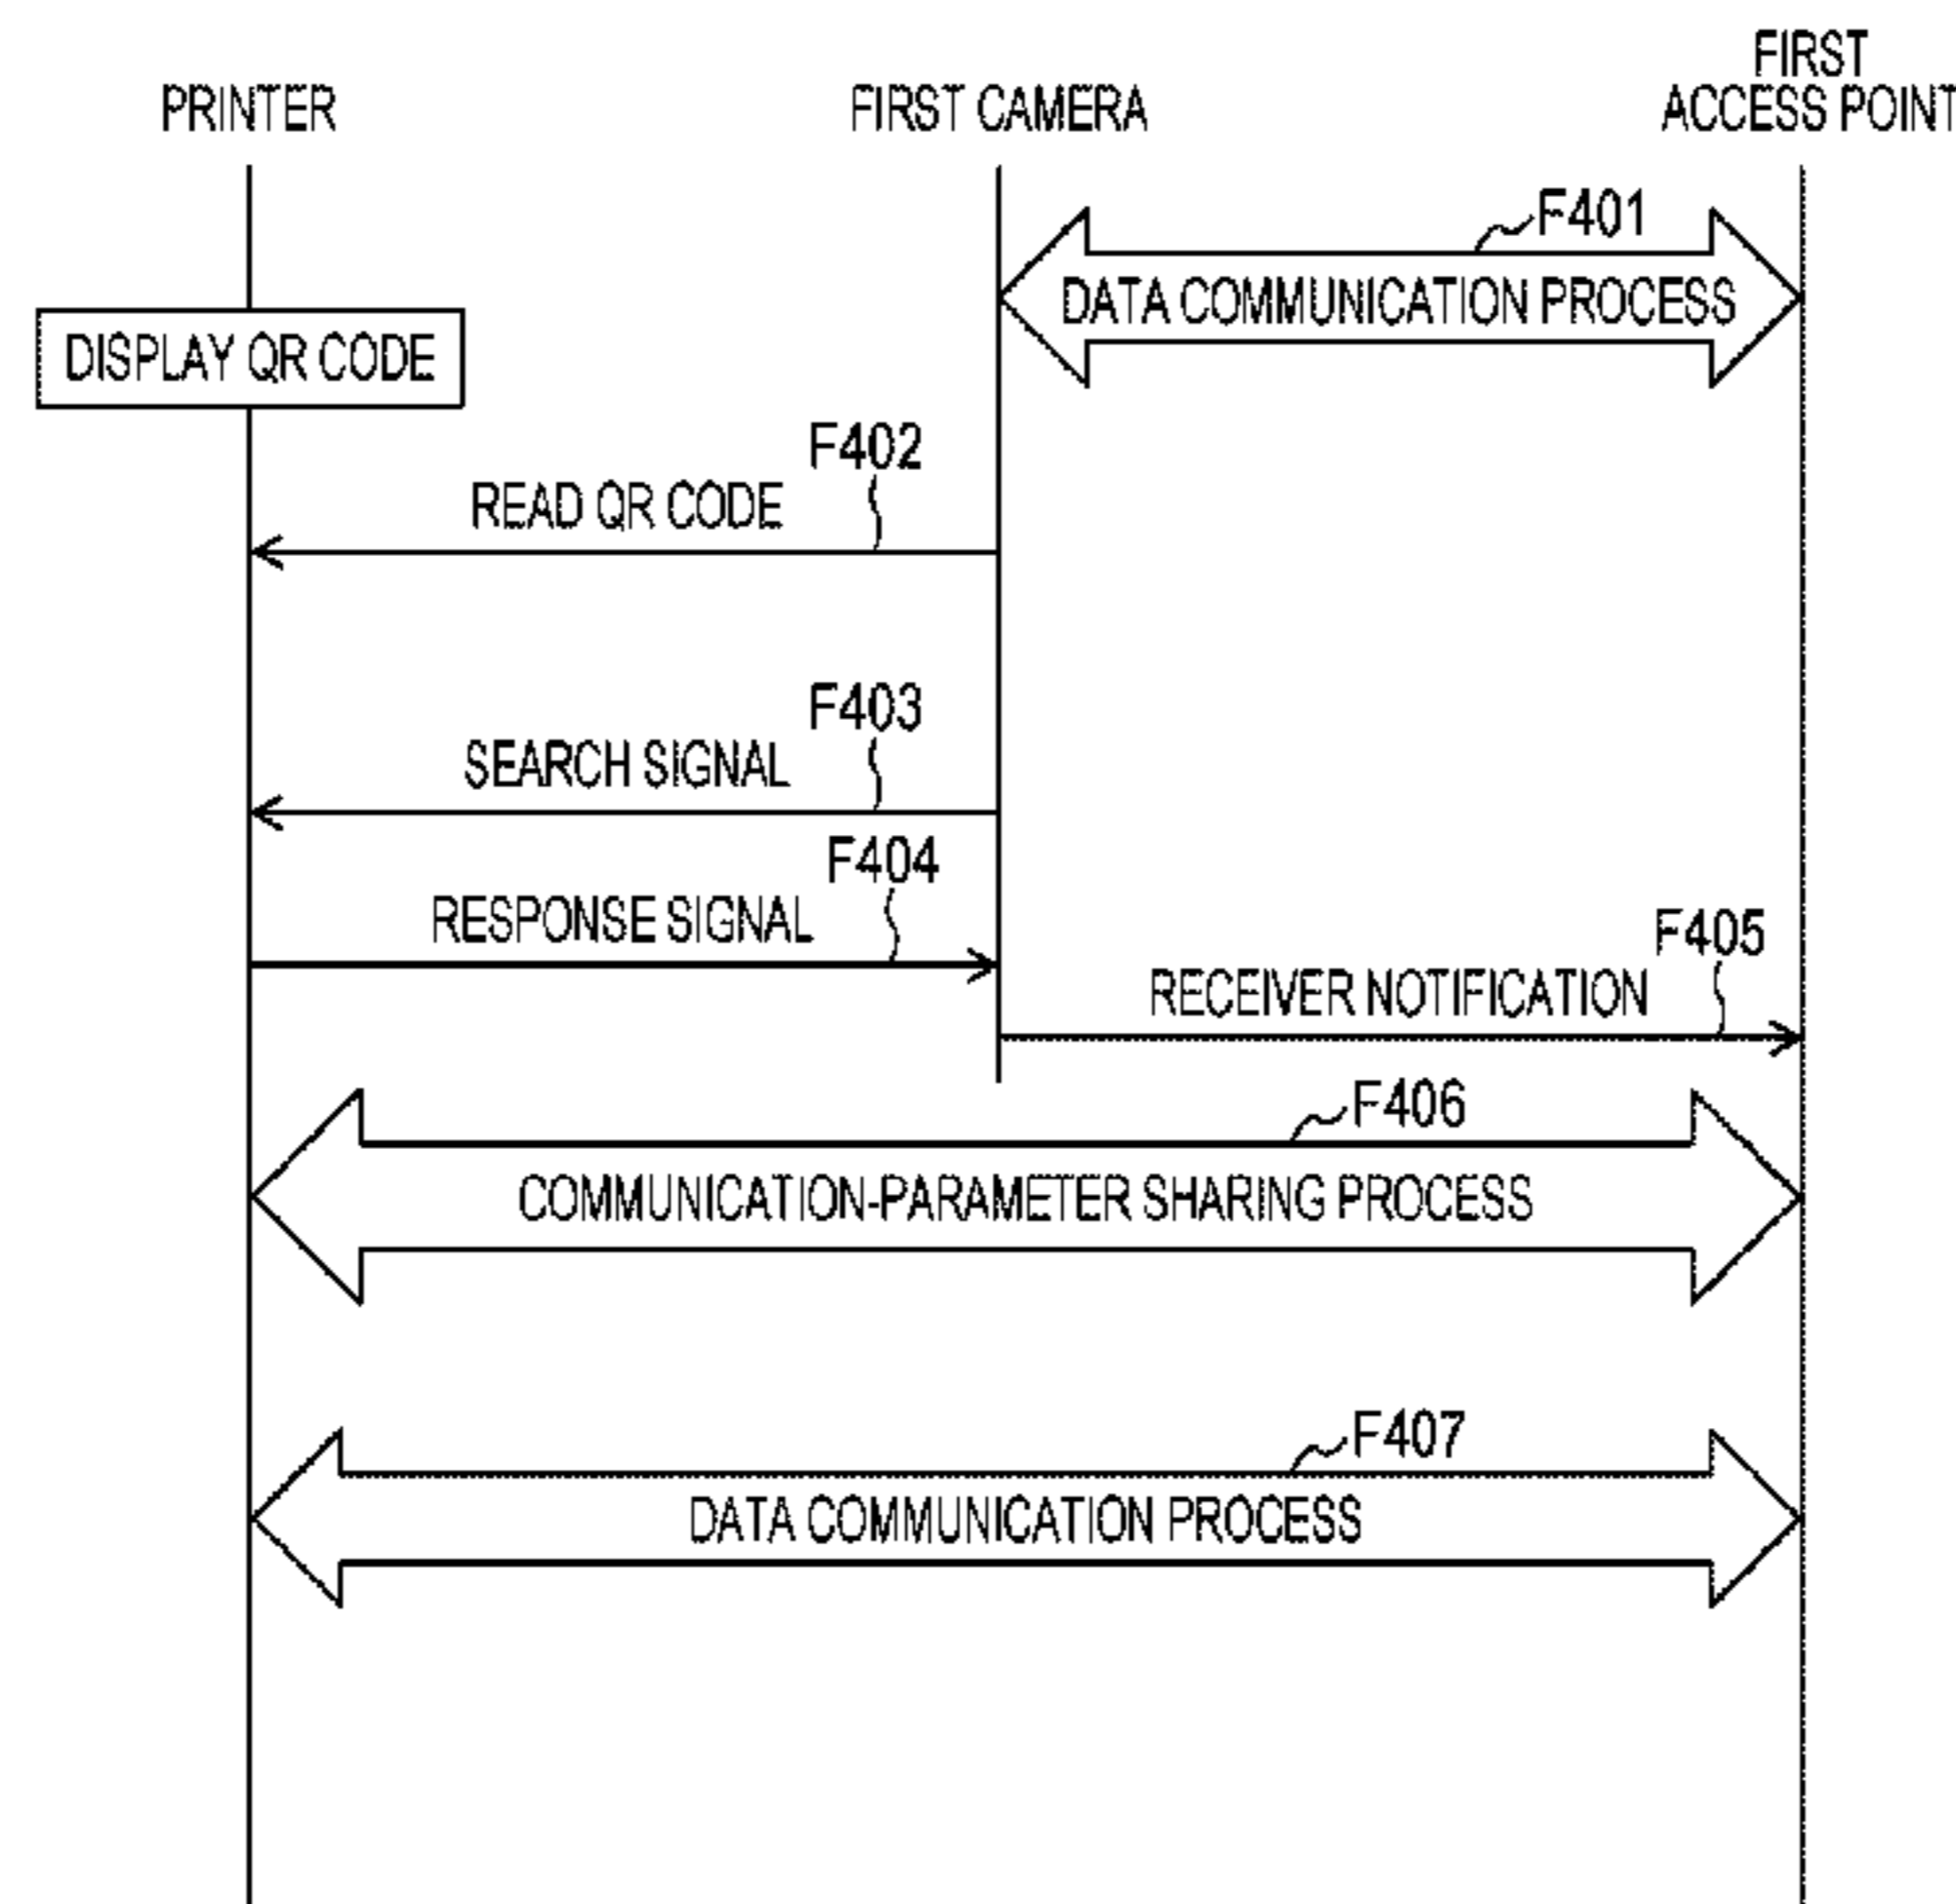 PRINTER
FIRST CAMERA
FIRST
ACCESS POINT
F401
DATA COMMUNICATION PROCESS
DISPLAY QR CODE
F402
READ QR CODE
F403
SEARCH SIGNAL
F404
RESPONSE SIGNAL
F405
RECEIVER NOTIFICATION
F406
COMMUNICATION-PARAMETER SHARING PROCESS
F407
DATA COMMUNICATION PROCESS